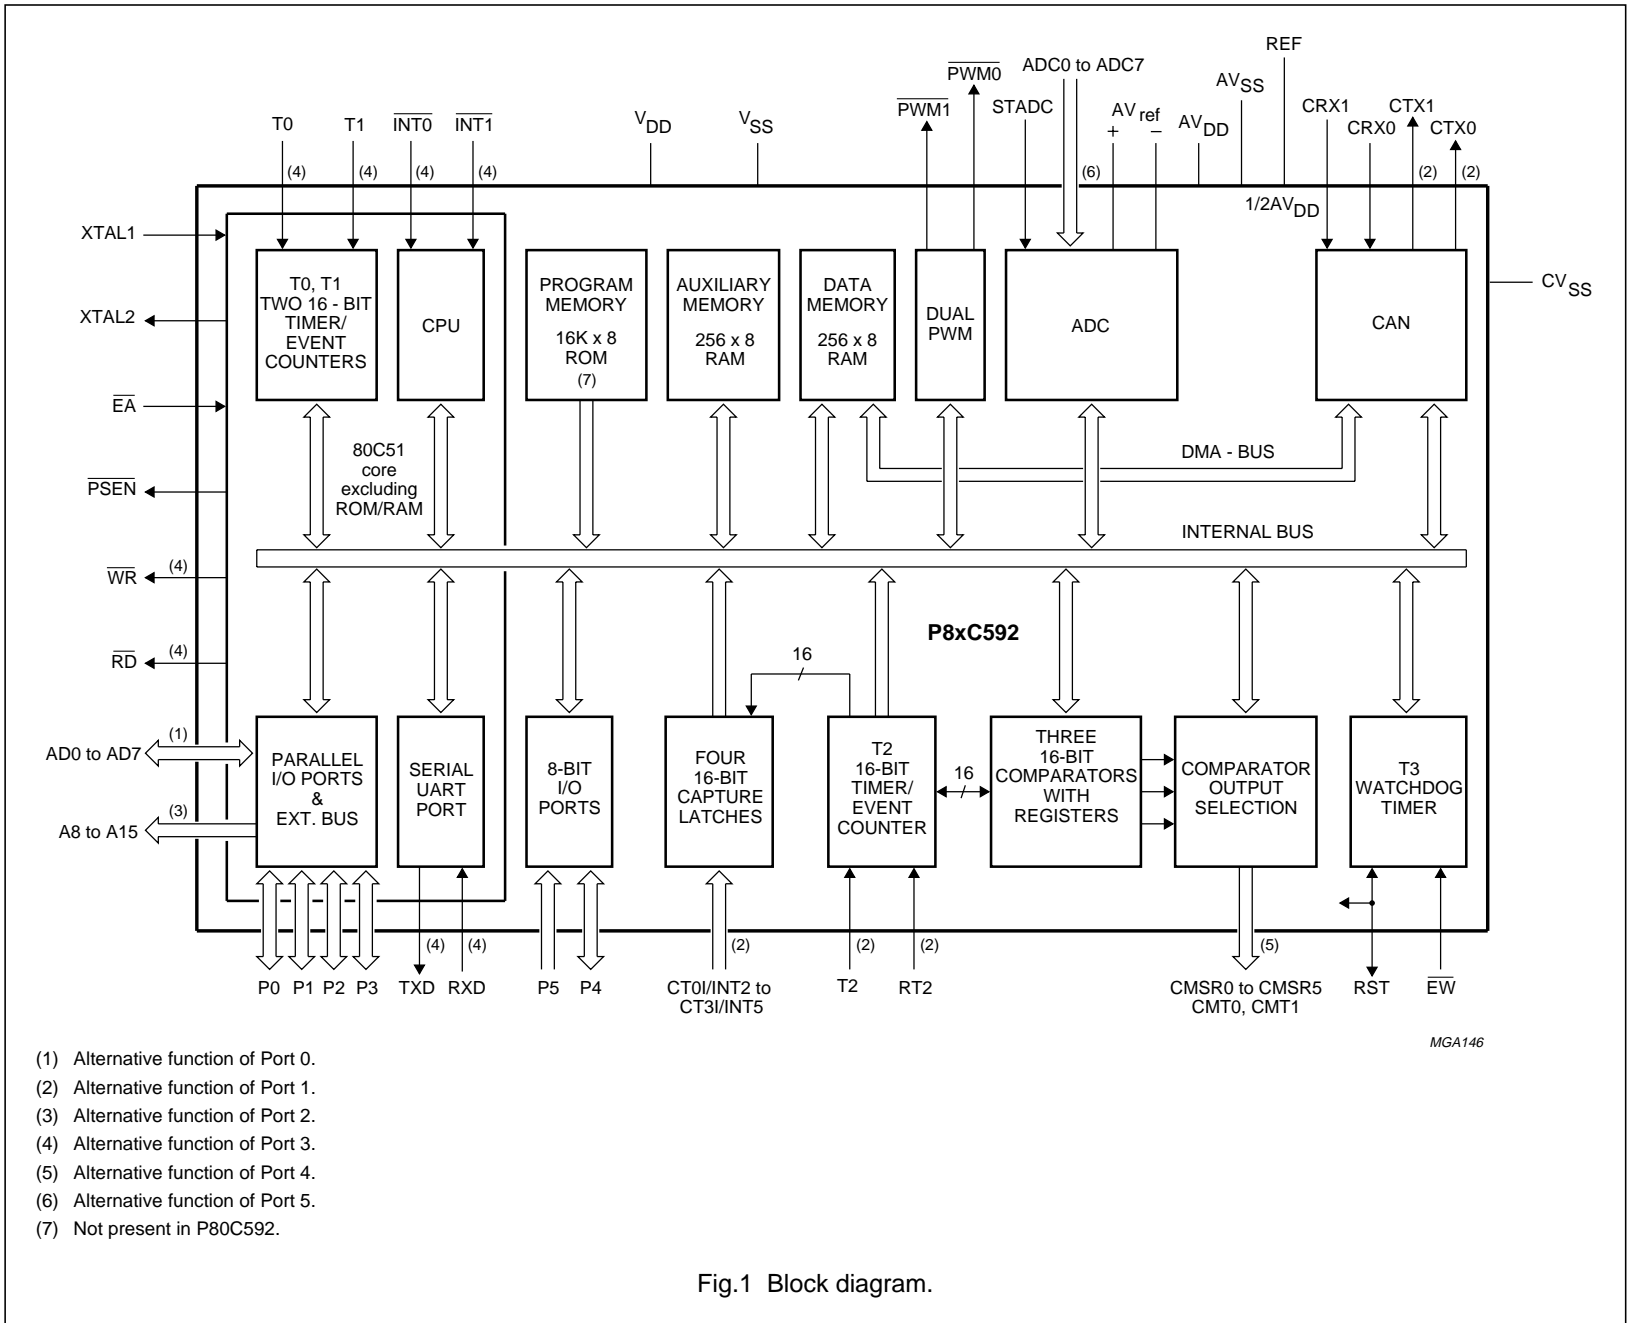 REF
ADC0 to ADC7
PWM0
AVSS
PWM1
STADC
AVref
+ −
AVDD
CRX1
CTX1
CRX0
CTX0
T0
T1
INT0
INT1
VDD
VSS
(4)
(4)
(4)
(4)
(6)
(2)
(2)
1/2AVDD
XTAL1
XTAL2
EA
PSEN
WR
(4)
RD
(4)
AD0 to AD7
(1)
A8 to A15
(3)
CVSS
T0, T1
TWO 16 - BIT
TIMER/
EVENT
COUNTERS
CPU
PROGRAM
MEMORY
16K x 8
ROM
(7)
AUXILIARY
MEMORY
256 x 8
RAM
DATA
MEMORY
256 x 8
RAM
DUAL
PWM
ADC
CAN
80C51
core
excluding
ROM/RAM
DMA - BUS
INTERNAL BUS
P8xC592
16
PARALLEL
I/O PORTS
&
EXT. BUS
SERIAL
UART
PORT
8-BIT
I/O
PORTS
FOUR
16-BIT
CAPTURE
LATCHES
T2
16-BIT
TIMER/
EVENT
COUNTER
16
THREE
16-BIT
COMPARATORS
WITH
REGISTERS
COMPARATOR
OUTPUT
SELECTION
T3
WATCHDOG
TIMER
(4)
(4)
(2)
(2)
(2)
(5)
P0
P1
P2
P3
TXD
RXD
P5
P4
CT0I/INT2 to
CT3I/INT5
T2
RT2
CMSR0 to CMSR5
CMT0, CMT1
RST
EW
MGA146
(1) Alternative function of Port 0.
(2) Alternative function of Port 1.
(3) Alternative function of Port 2.
(4) Alternative function of Port 3.
(5) Alternative function of Port 4.
(6) Alternative function of Port 5.
(7) Not present in P80C592.
Fig.1 Block diagram.